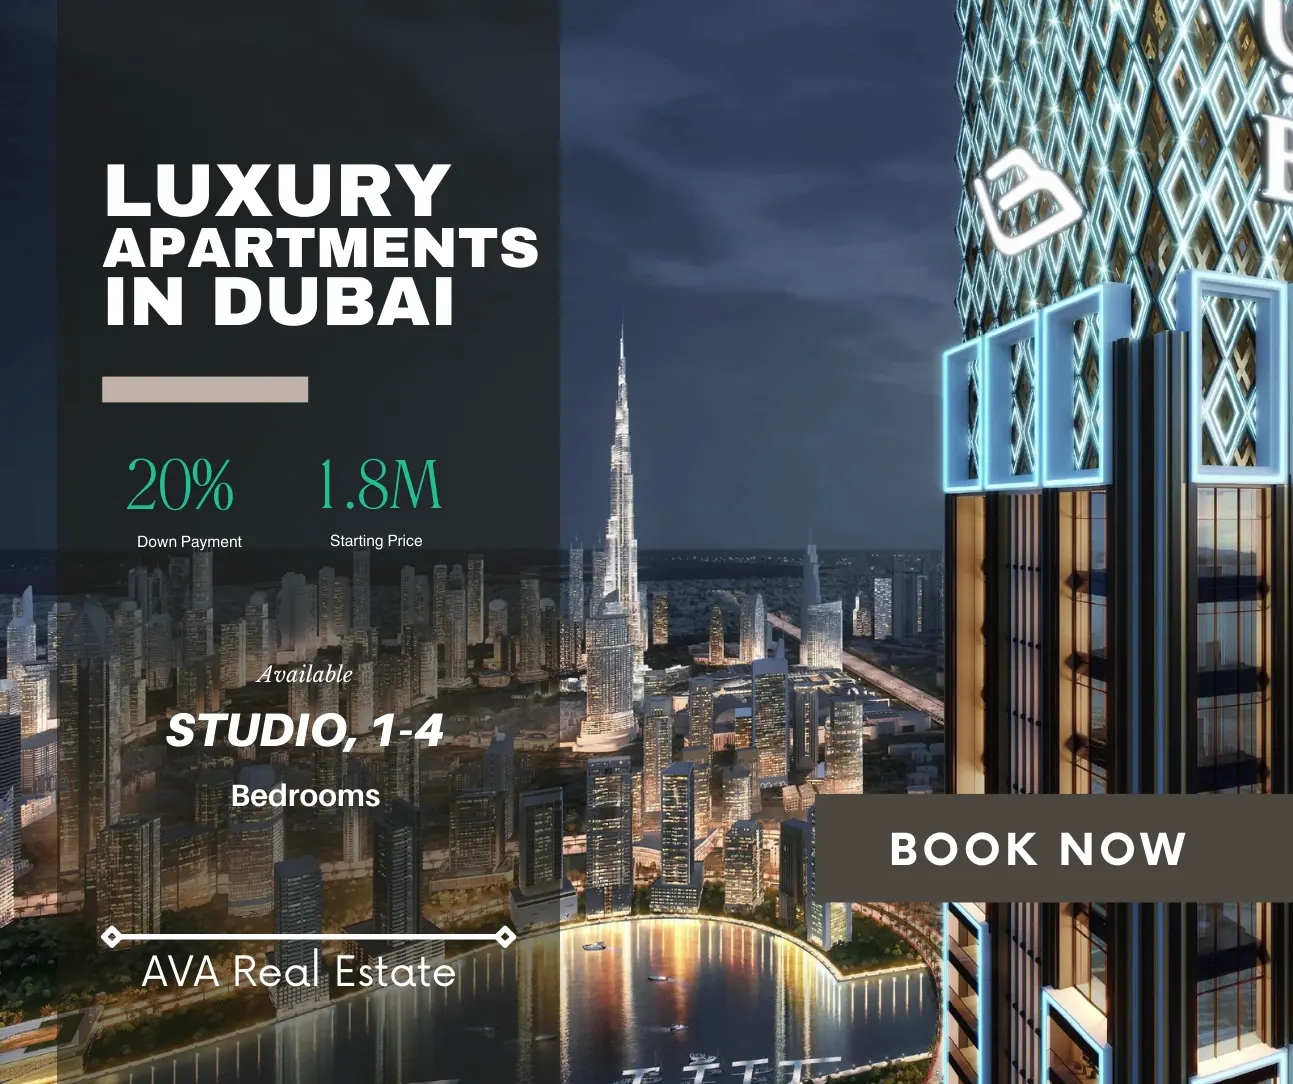 LUXURY
APARTMENTS
IN DUBAI
20%
Down Payment
1.8M
Starting Price
Available
STUDIO, 1-4
Bedrooms
BOOK NOW
AVA Real Estate